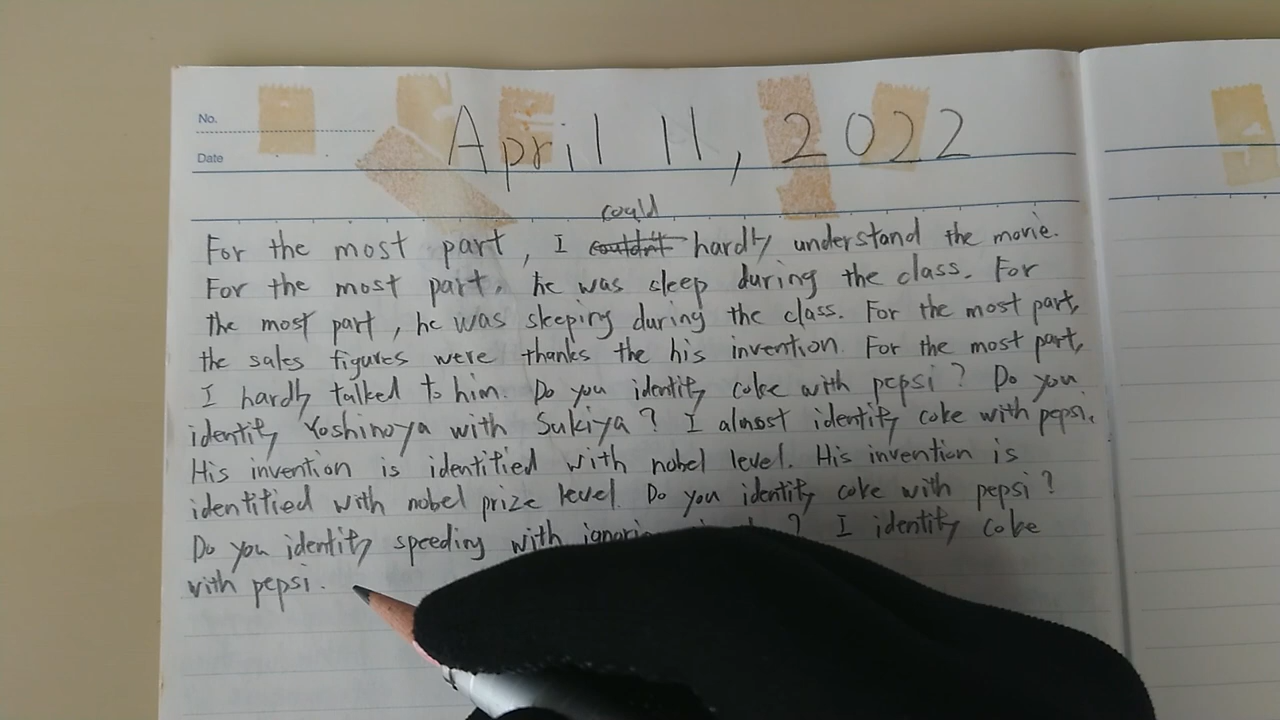 No.
Date
April 11, 2022
could
For the most part, I couldn't hardly understand the movie.
For the most part, he was sleep during the class. For
the most part, he was sleeping during the class. For the most part,
the sales figures were thanks the his invention. For the most part,
I hardly talked to him. Do you identify coke with pepsi? Do you
identify Yoshinoya with Sukiya? I almost identify coke with pepsi.
His invention is identified with nobel level. His invention is
identified with nobel prize level. Do you identify coke with pepsi?
Do you identify speeding with ? I identify coke
with pepsi.